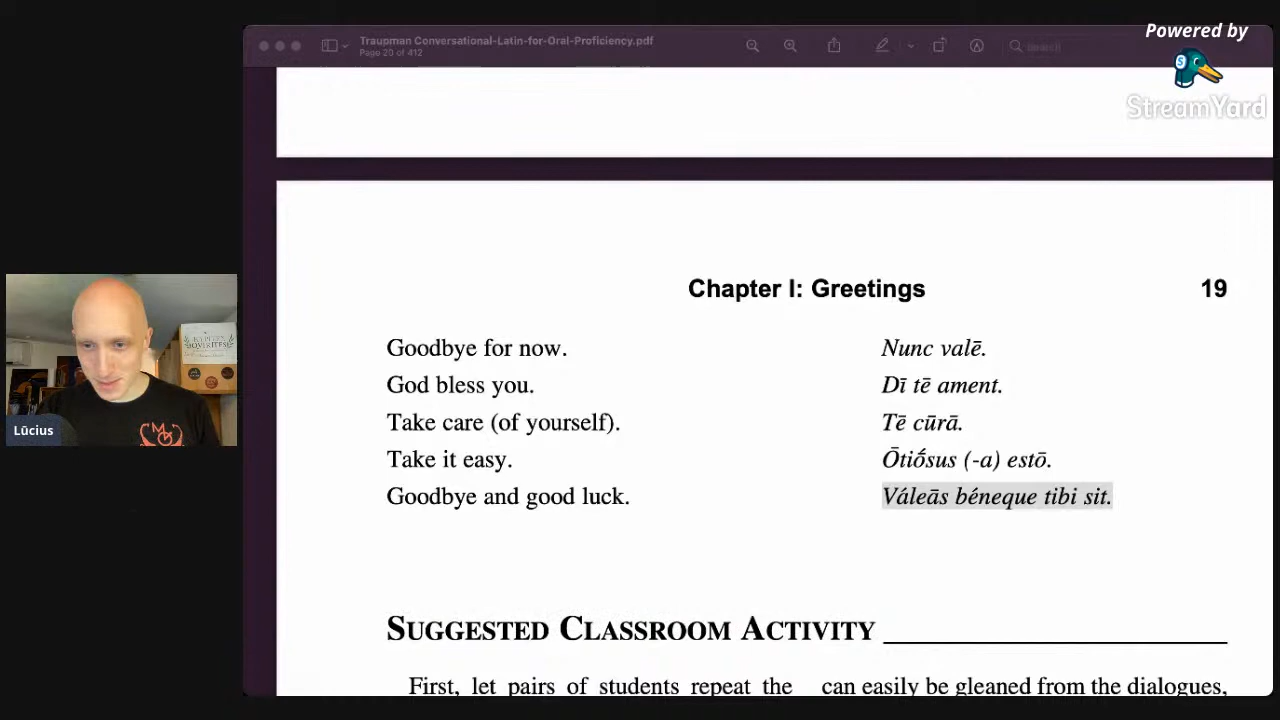 Powered by
StreamYard
Traupman Conversational-Latin-for-Oral-Proficiency.pdf
Page 20 of 412
Chapter I: Greetings 19
Goodbye for now. Nunc valē.
God bless you. Dī tē ament.
Take care (of yourself). Tē cūrā.
Take it easy. Ōtiṓsus (-a) estō.
Goodbye and good luck. Váleās béneque tibi sit.
Lūcius
SUGGESTED CLASSROOM ACTIVITY
First, let pairs of students repeat the can easily be gleaned from the dialogues,